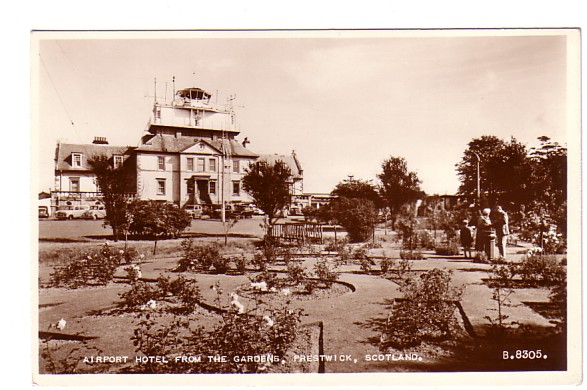 AIRPORT HOTEL FROM THE GARDENS, PRESTWICK, SCOTLAND. B.8305.